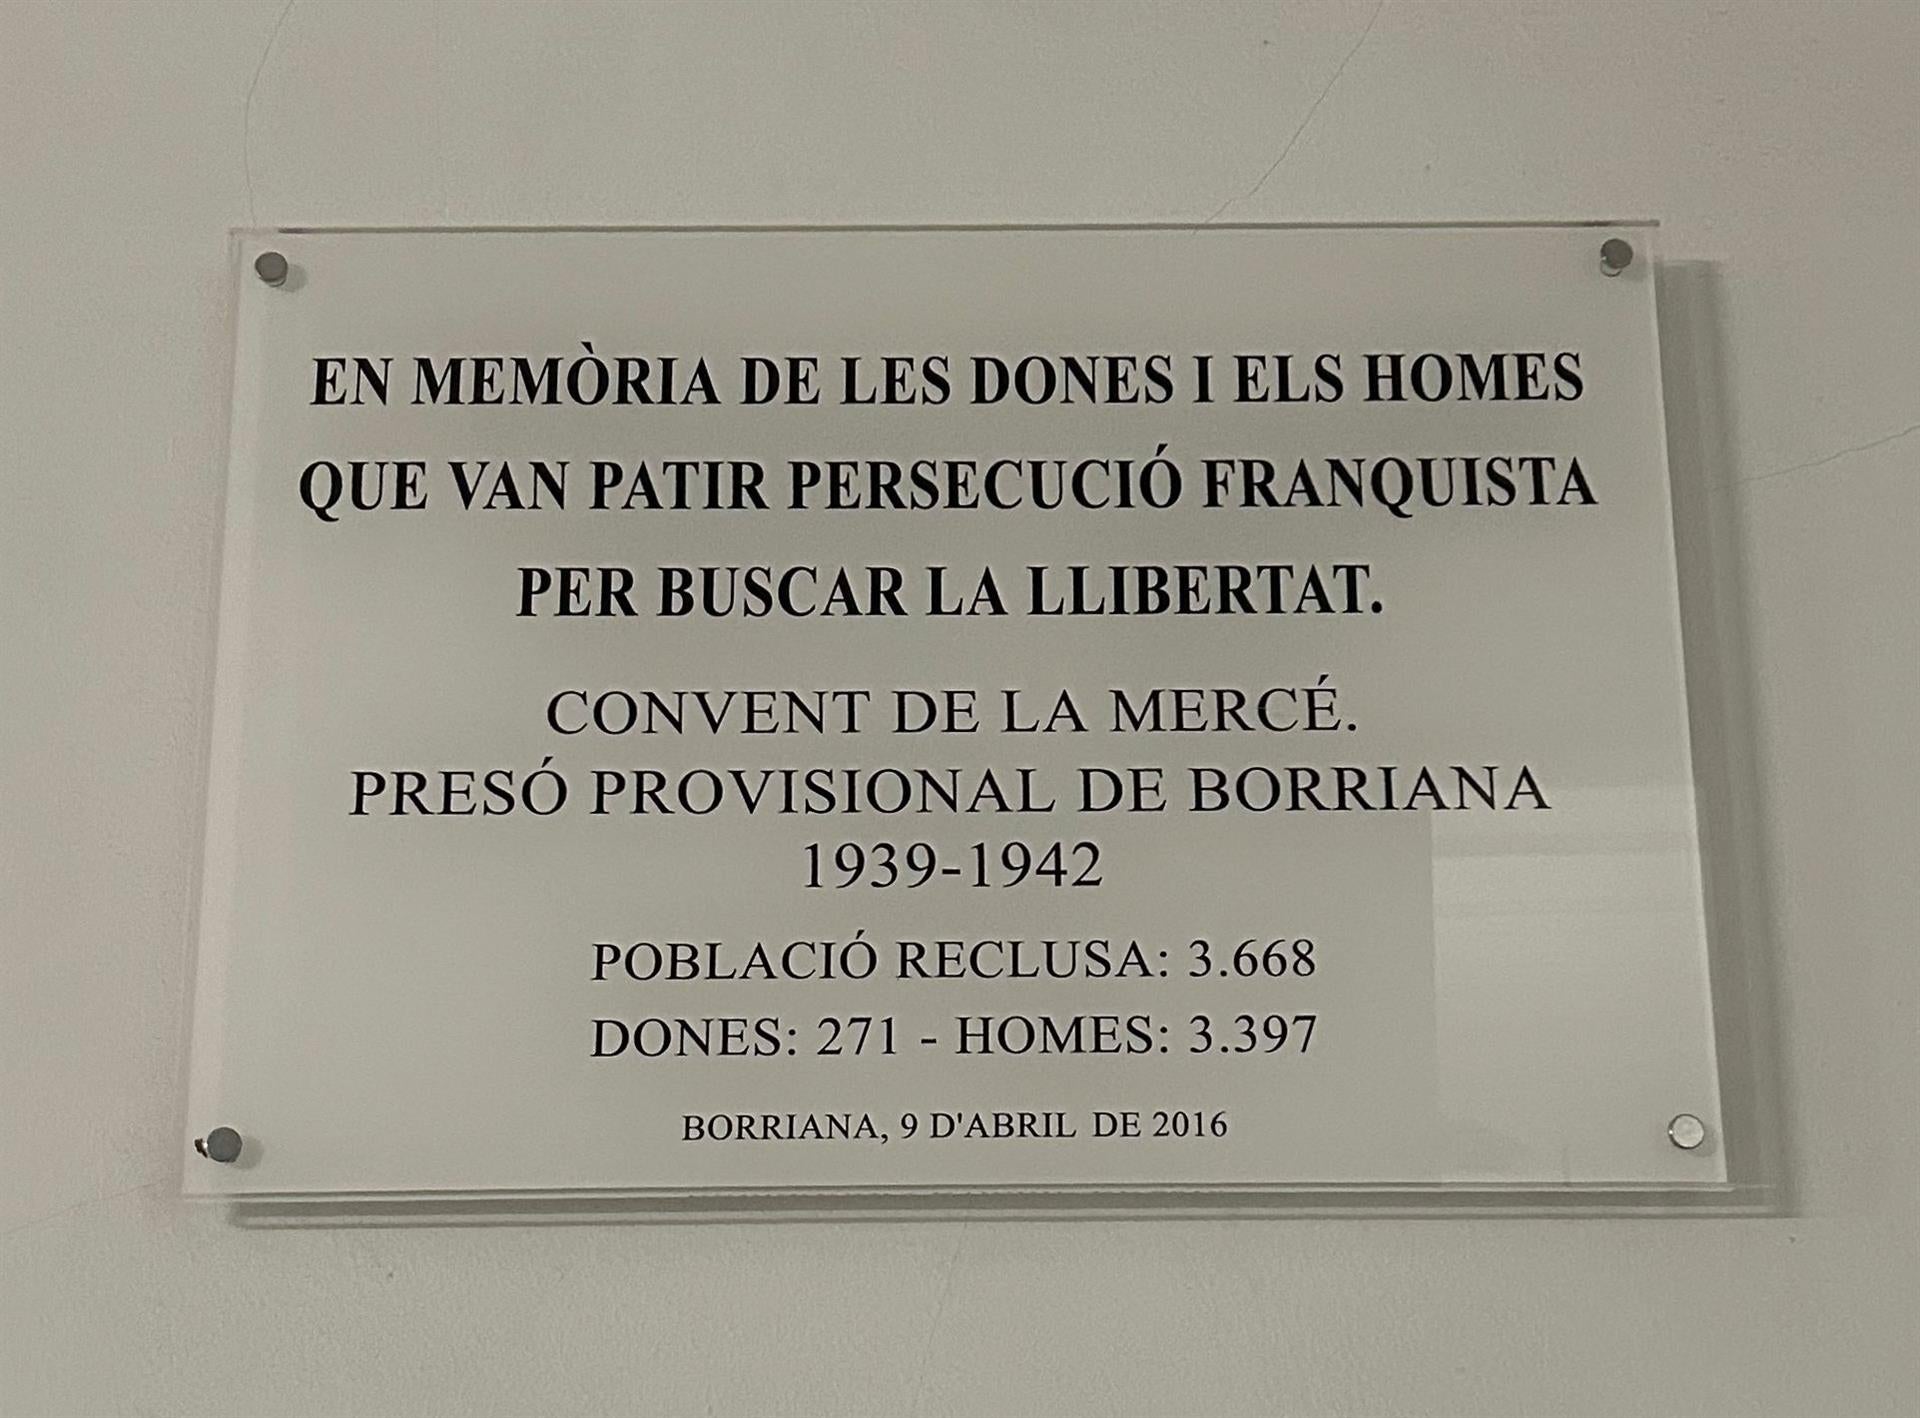 EN MEMÒRIA DE LES DONES I ELS HOMES
QUE VAN PATIR PERSECUCIÓ FRANQUISTA
PER BUSCAR LA LLIBERTAT.
CONVENT DE LA MERCÉ.
PRESÓ PROVISIONAL DE BORRIANA
1939-1942
POBLACIÓ RECLUSA: 3.668
DONES: 271 - HOMES: 3.397
BORRIANA, 9 D'ABRIL DE 2016